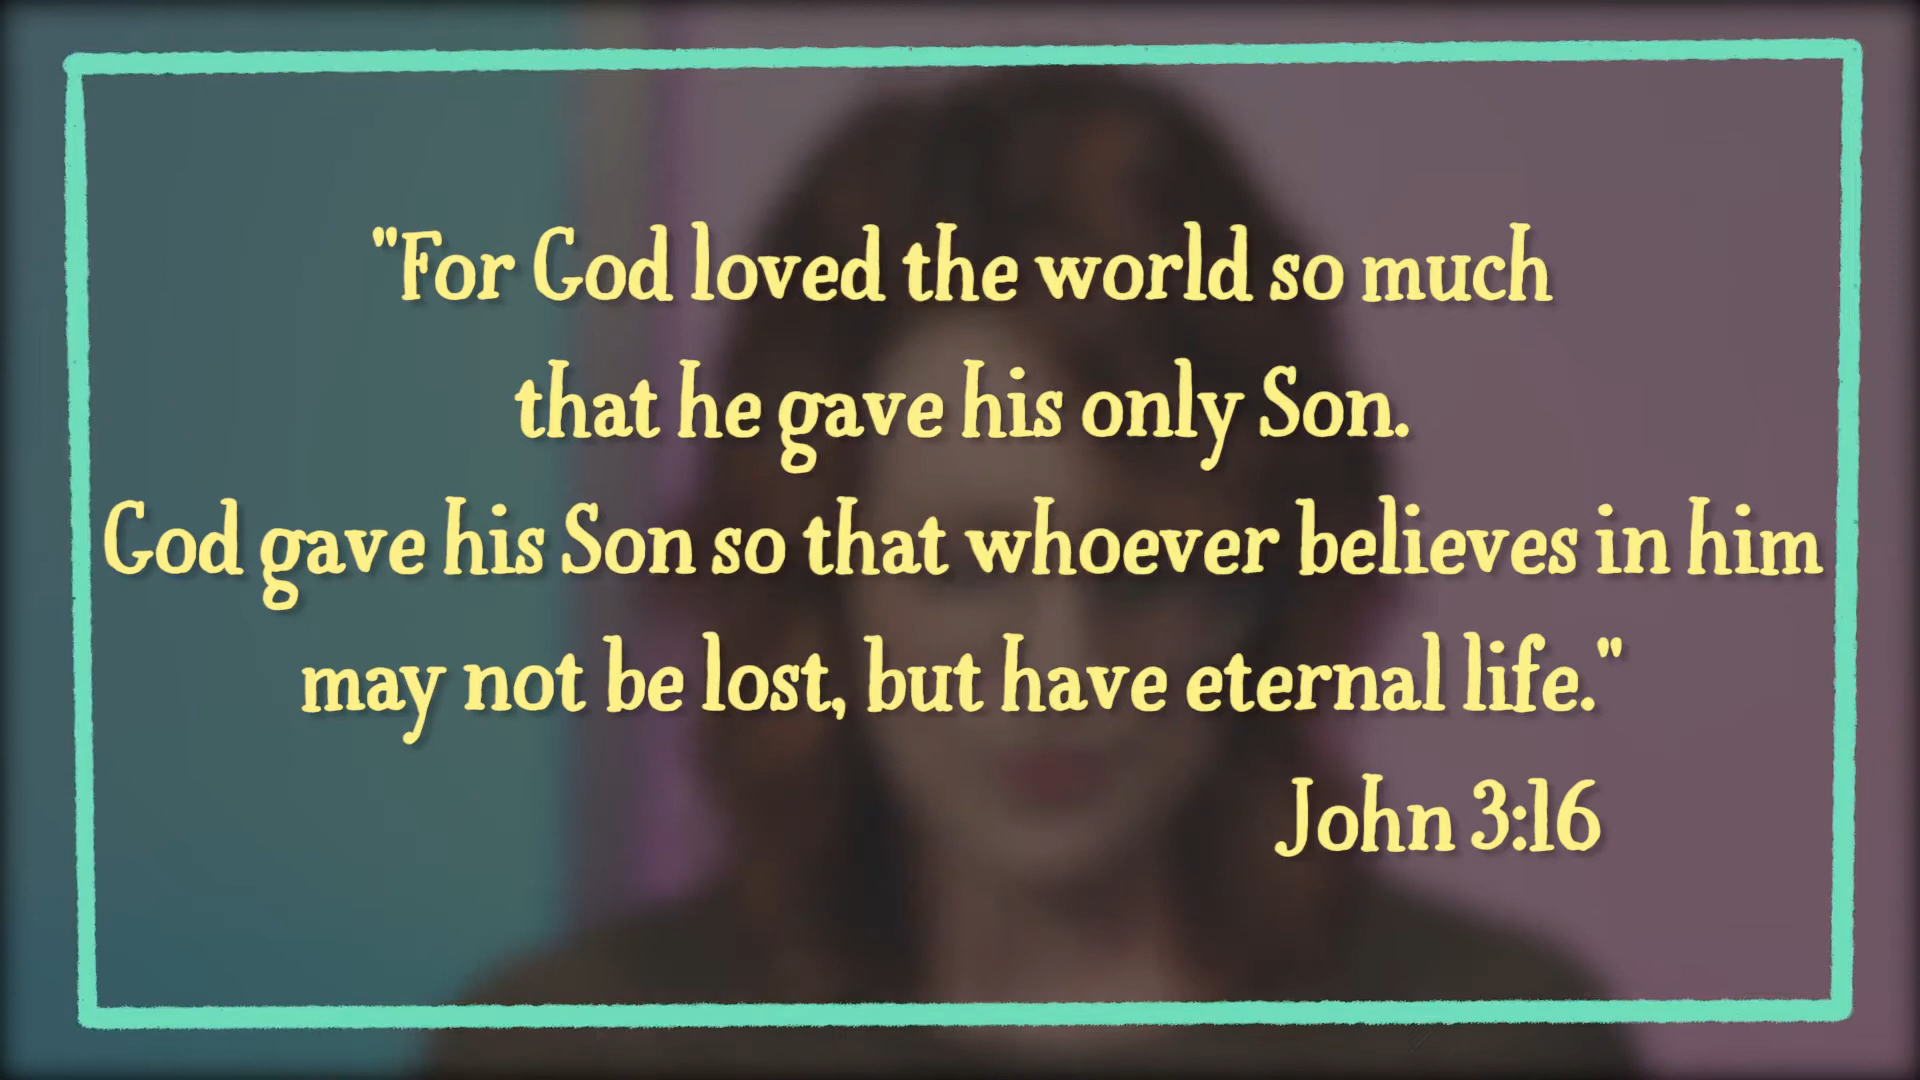 "For God loved the world so much
that he gave his only Son.
God gave his Son so that whoever believes in him
may not be lost, but have eternal life."
John 3:16